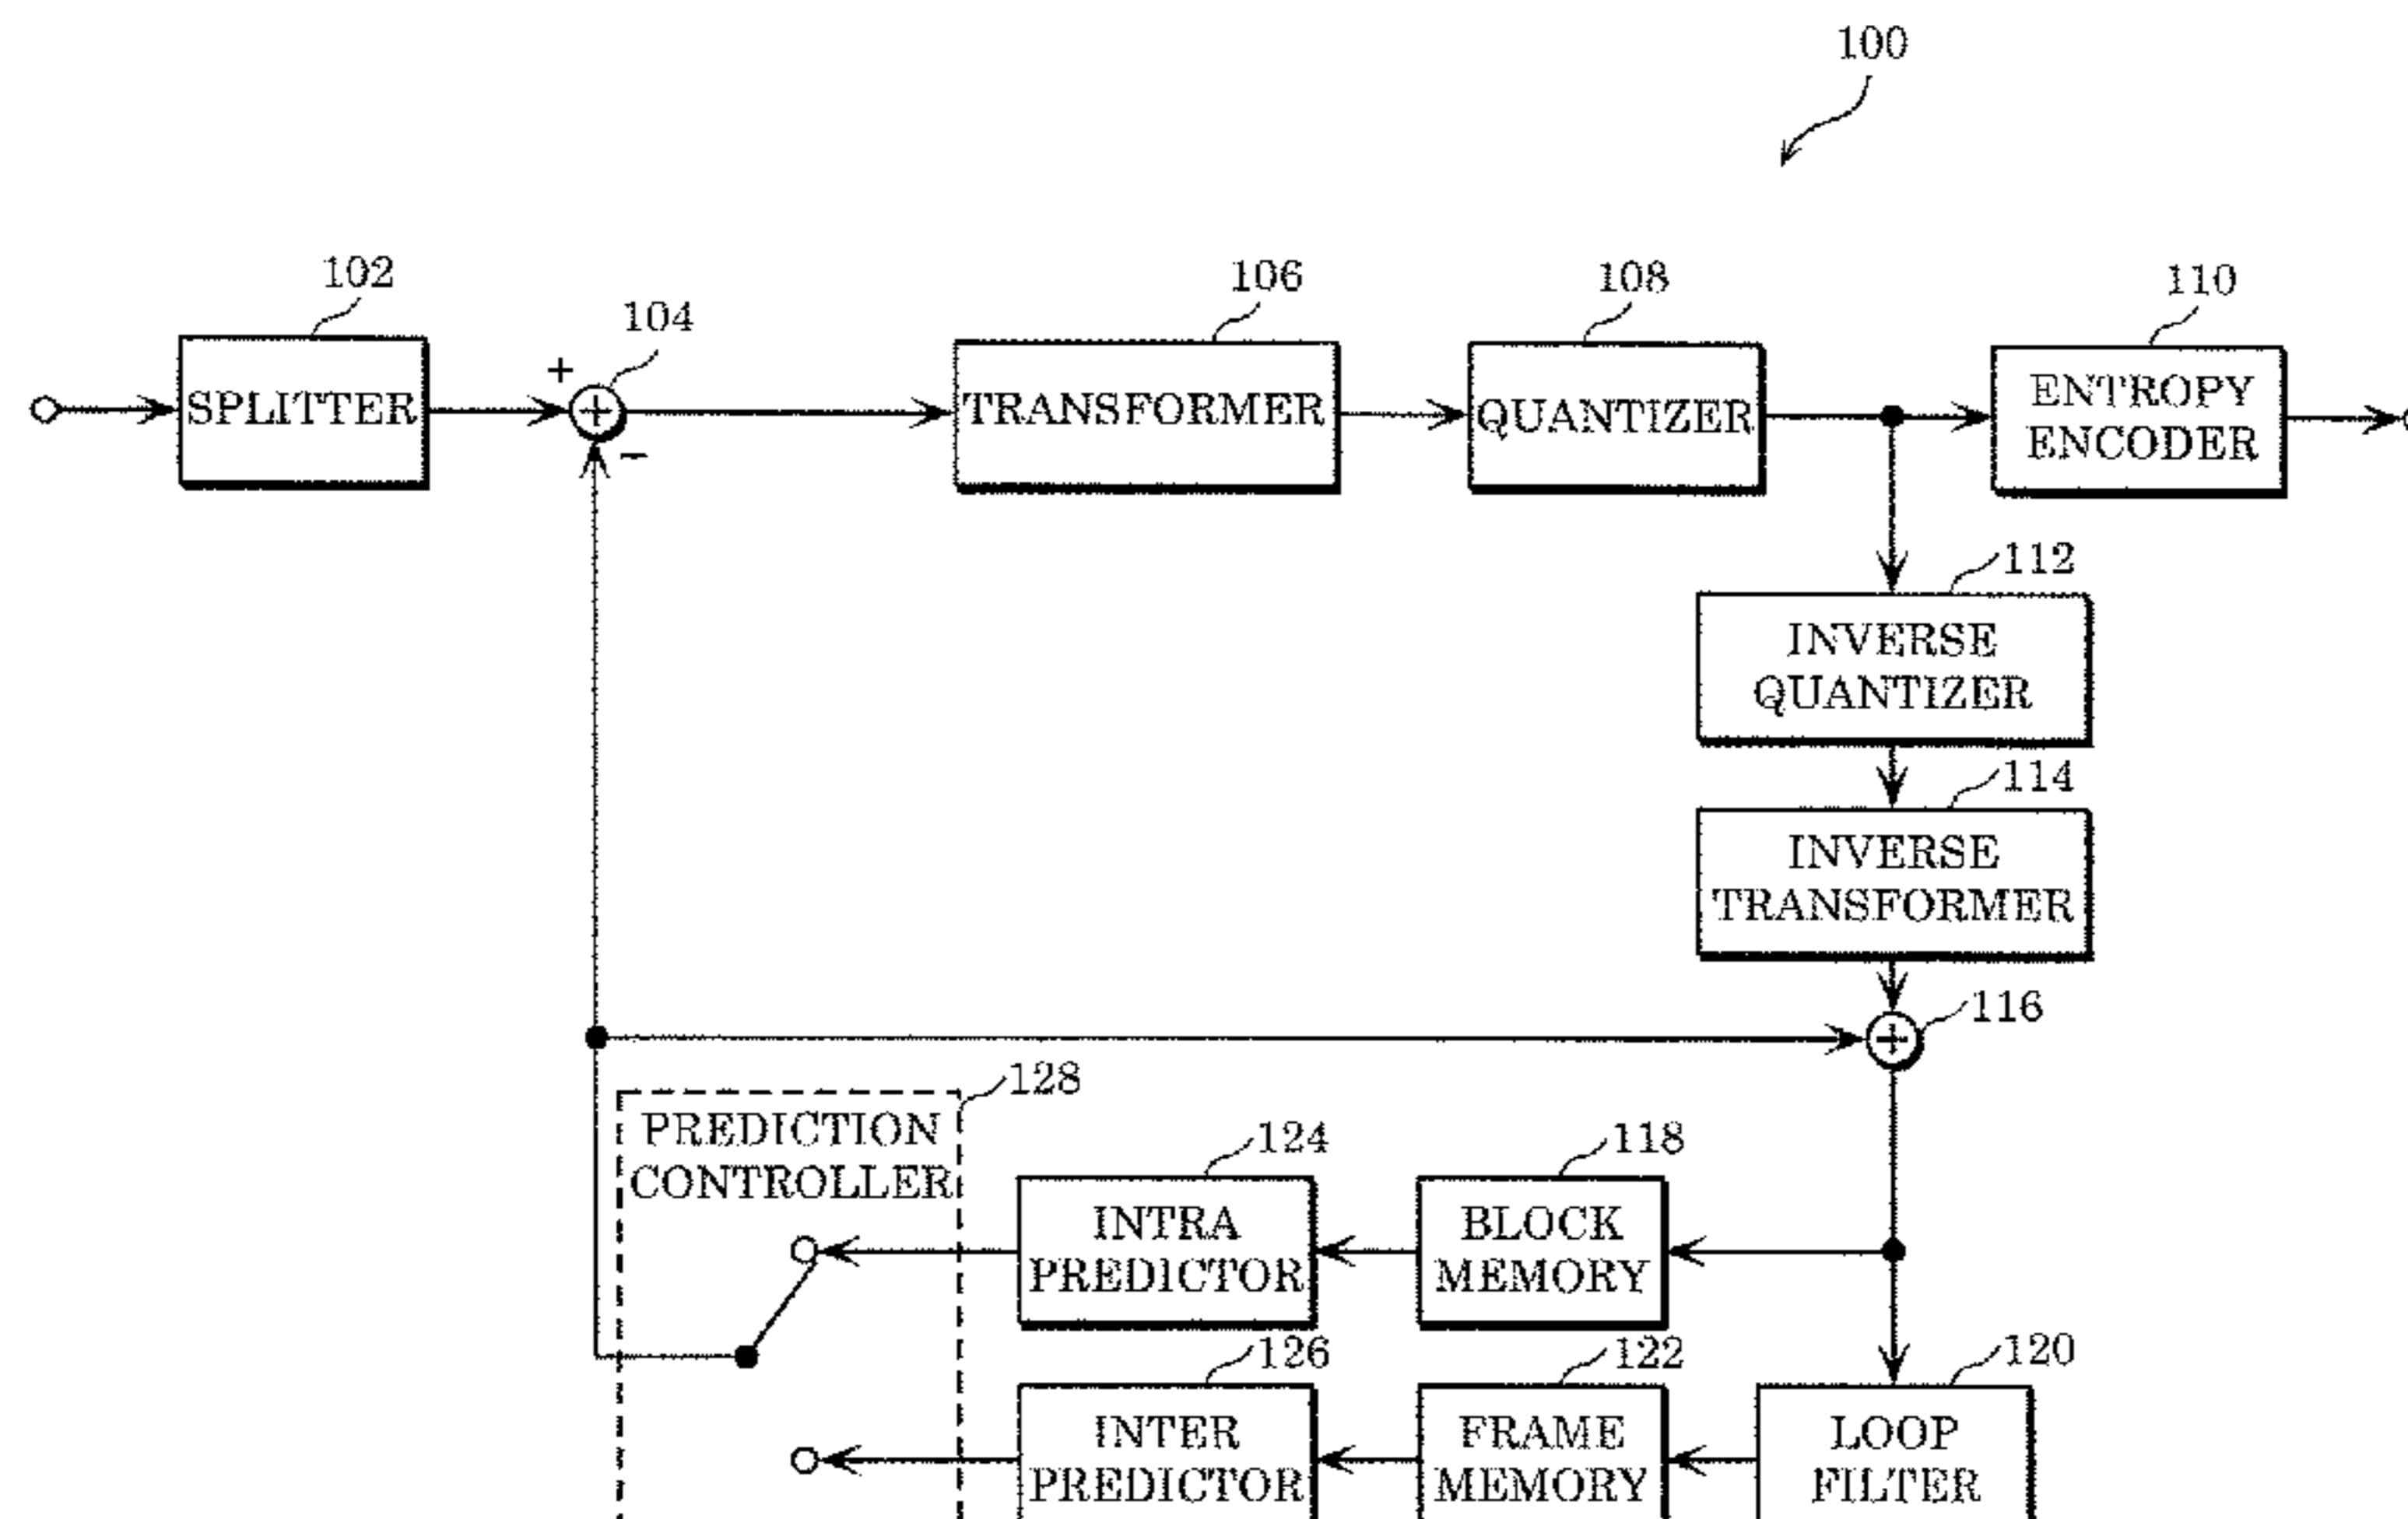 100
102
104
106
108
110
+
SPLITTER
+
TRANSFORMER
QUANTIZER
ENTROPY
ENCODER
−
112
INVERSE
QUANTIZER
114
INVERSE
TRANSFORMER
116
+
128
PREDICTION
CONTROLLER
124
INTRA
PREDICTOR
118
BLOCK
MEMORY
126
INTER
PREDICTOR
122
FRAME
MEMORY
120
LOOP
FILTER